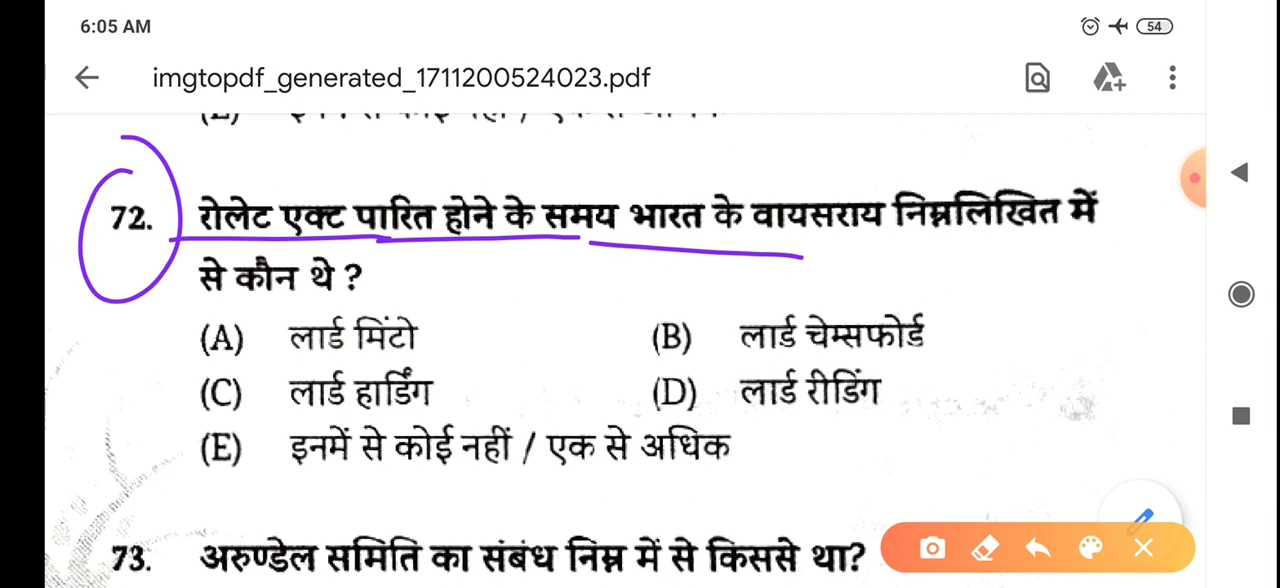 6:05 AM
54
imgtopdf_generated_1711200524023.pdf
72. रोलेट एक्ट पारित होने के समय भारत के वायसराय निम्नलिखित में
से कौन थे ?
(A) लार्ड मिंटो (B) लार्ड चेम्सफोर्ड
(C) लार्ड हार्डिंग (D) लार्ड रीडिंग
(E) इनमें से कोई नहीं / एक से अधिक
73. अरुण्डेल समिति का संबंध निम्न में से किससे था?